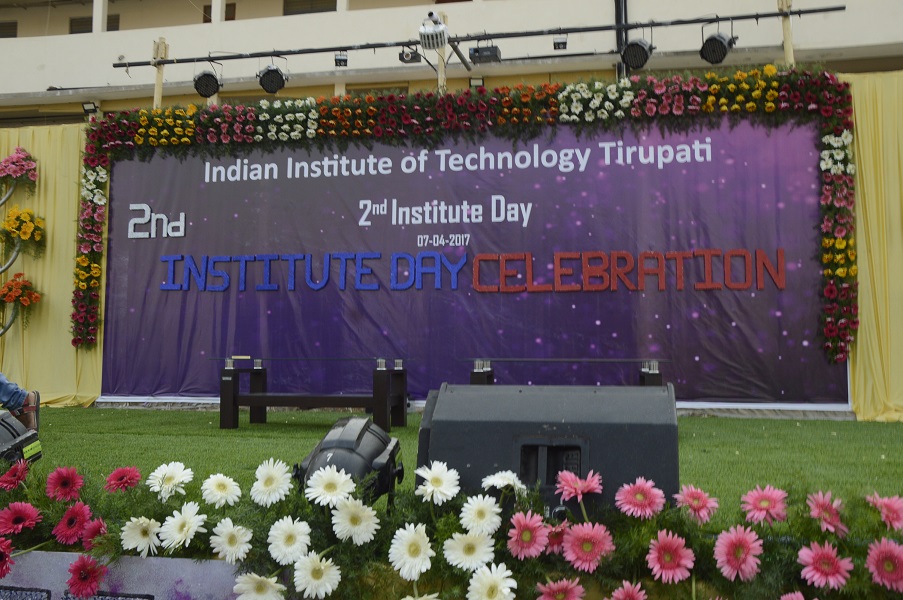 Indian Institute of Technology Tirupati
2nd Institute Day
2nd
07-04-2017
INSTITUTE DAY CELEBRATION